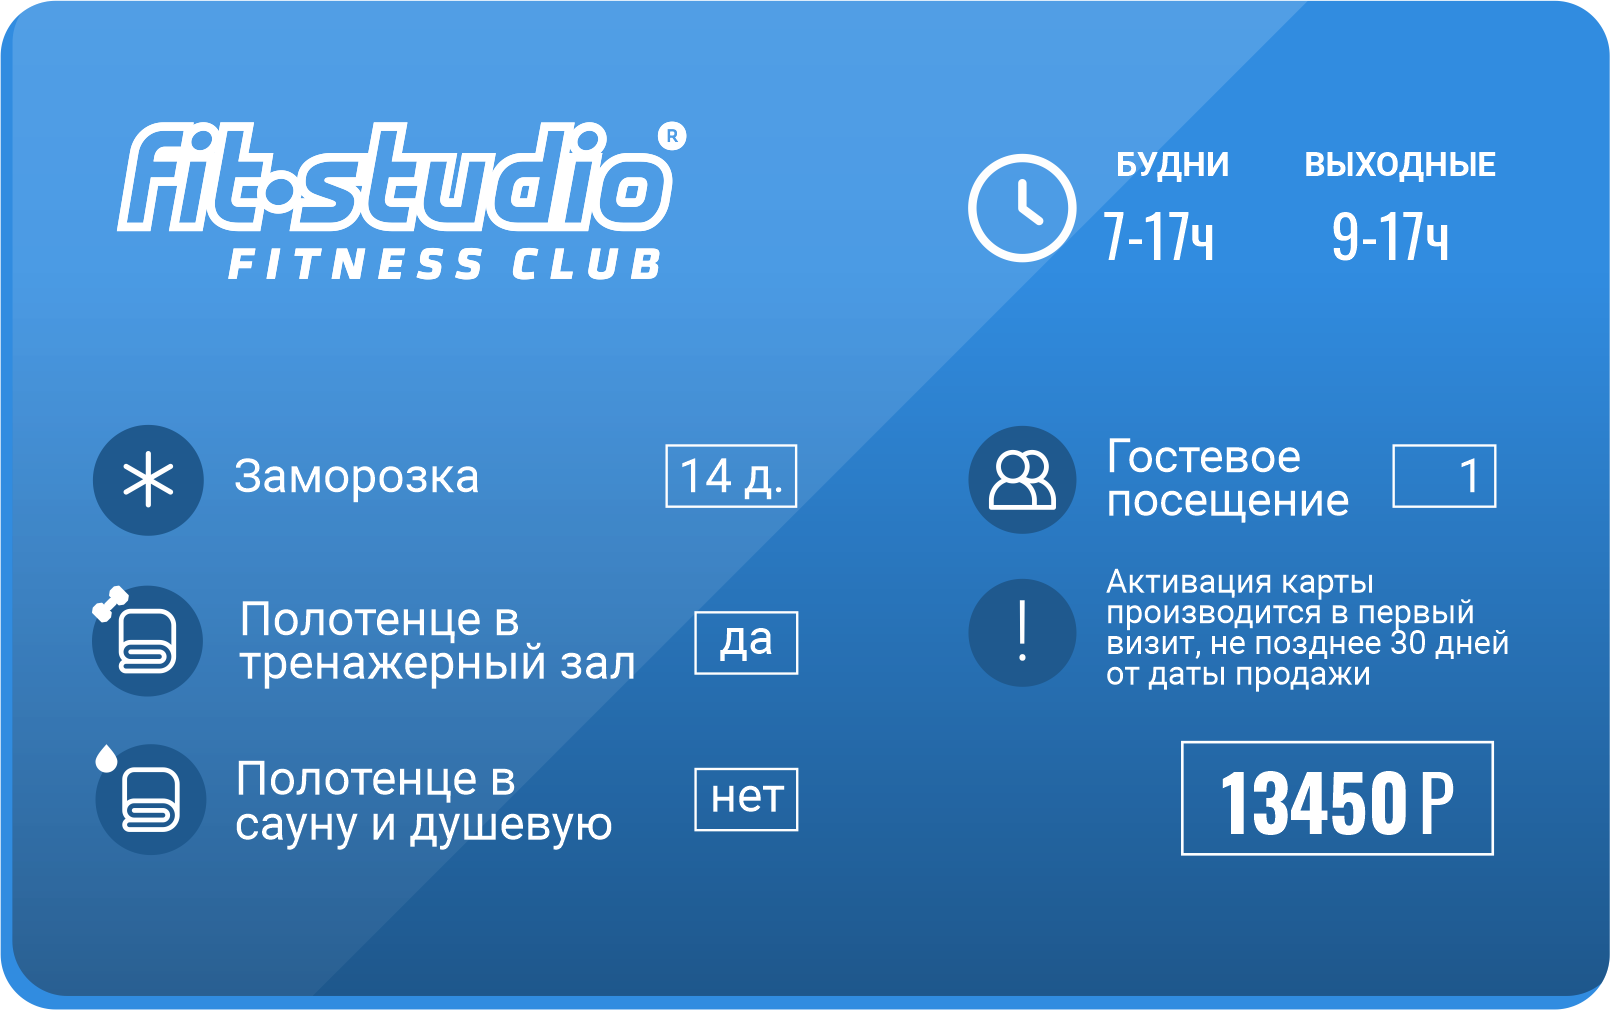 fit·studio®
FITNESS CLUB
БУДНИ
7-17ч
ВЫХОДНЫЕ
9-17ч
Заморозка
14 д.
Полотенце в
тренажерный зал
да
Полотенце в
сауну и душевую
нет
Гостевое
посещение
1
Активация карты
производится в первый
визит, не позднее 30 дней
от даты продажи
13450 Р